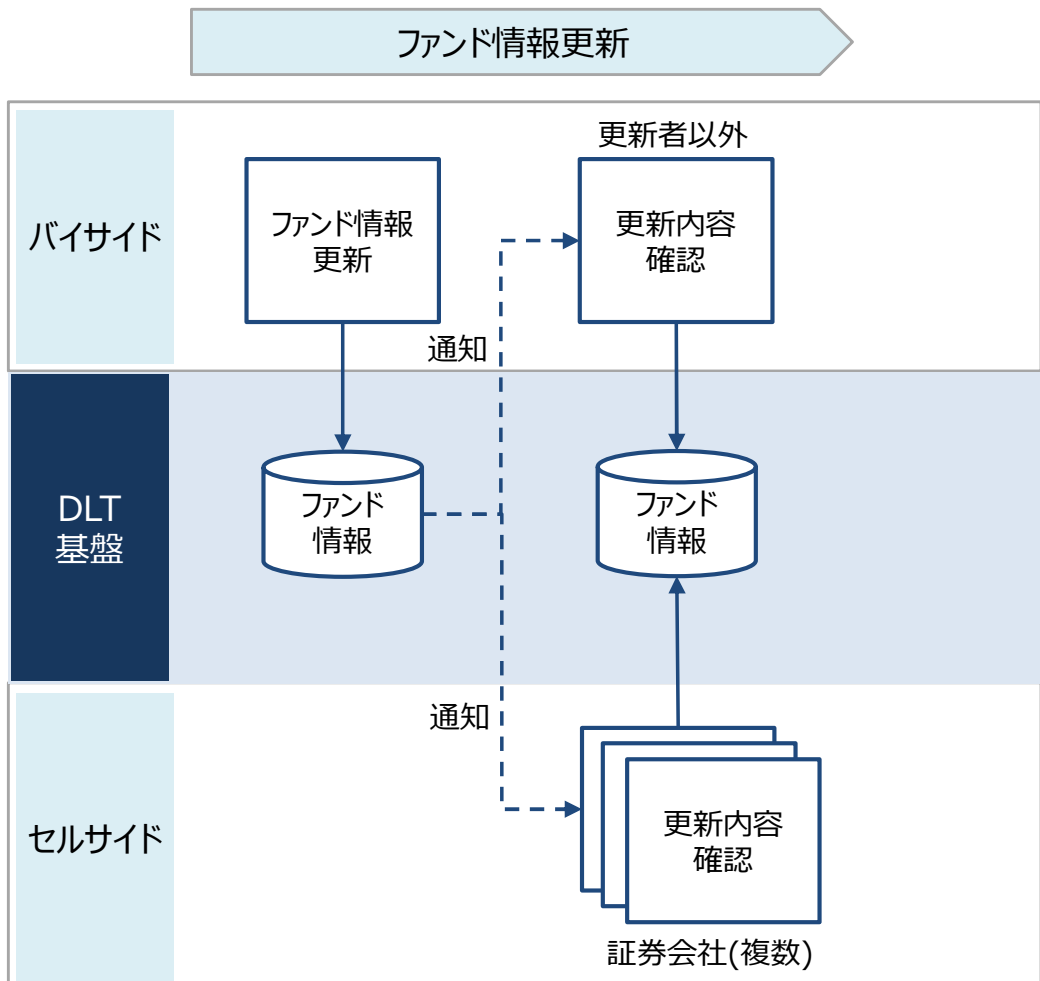 ファンド情報更新
バイサイド
ファンド情報
更新
更新者以外
更新内容
確認
通知
DLT
基盤
ファンド
情報
ファンド
情報
通知
セルサイド
更新内容
確認
証券会社(複数)